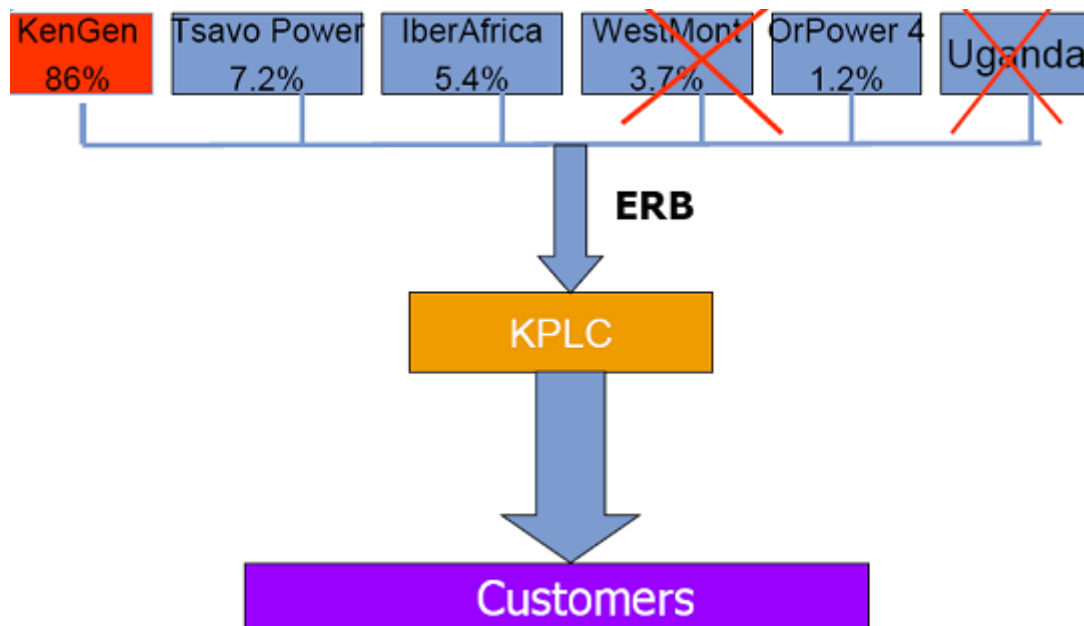 KenGen
86%
Tsavo Power
7.2%
IberAfrica
5.4%
WestMont
3.7%
OrPower 4
1.2%
Uganda
ERB
KPLC
Customers